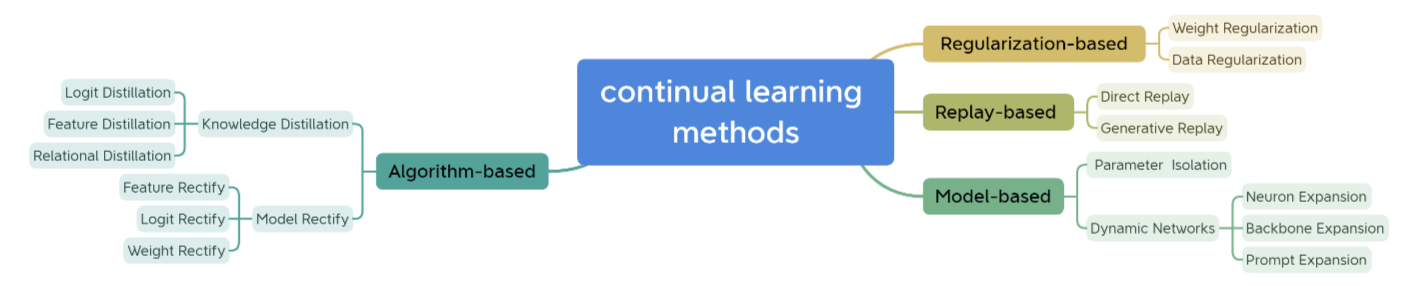 continual learning
methods
Regularization-based
Weight Regularization
Data Regularization
Replay-based
Direct Replay
Generative Replay
Model-based
Parameter Isolation
Dynamic Networks
Neuron Expansion
Backbone Expansion
Prompt Expansion
Algorithm-based
Knowledge Distillation
Logit Distillation
Feature Distillation
Relational Distillation
Model Rectify
Feature Rectify
Logit Rectify
Weight Rectify